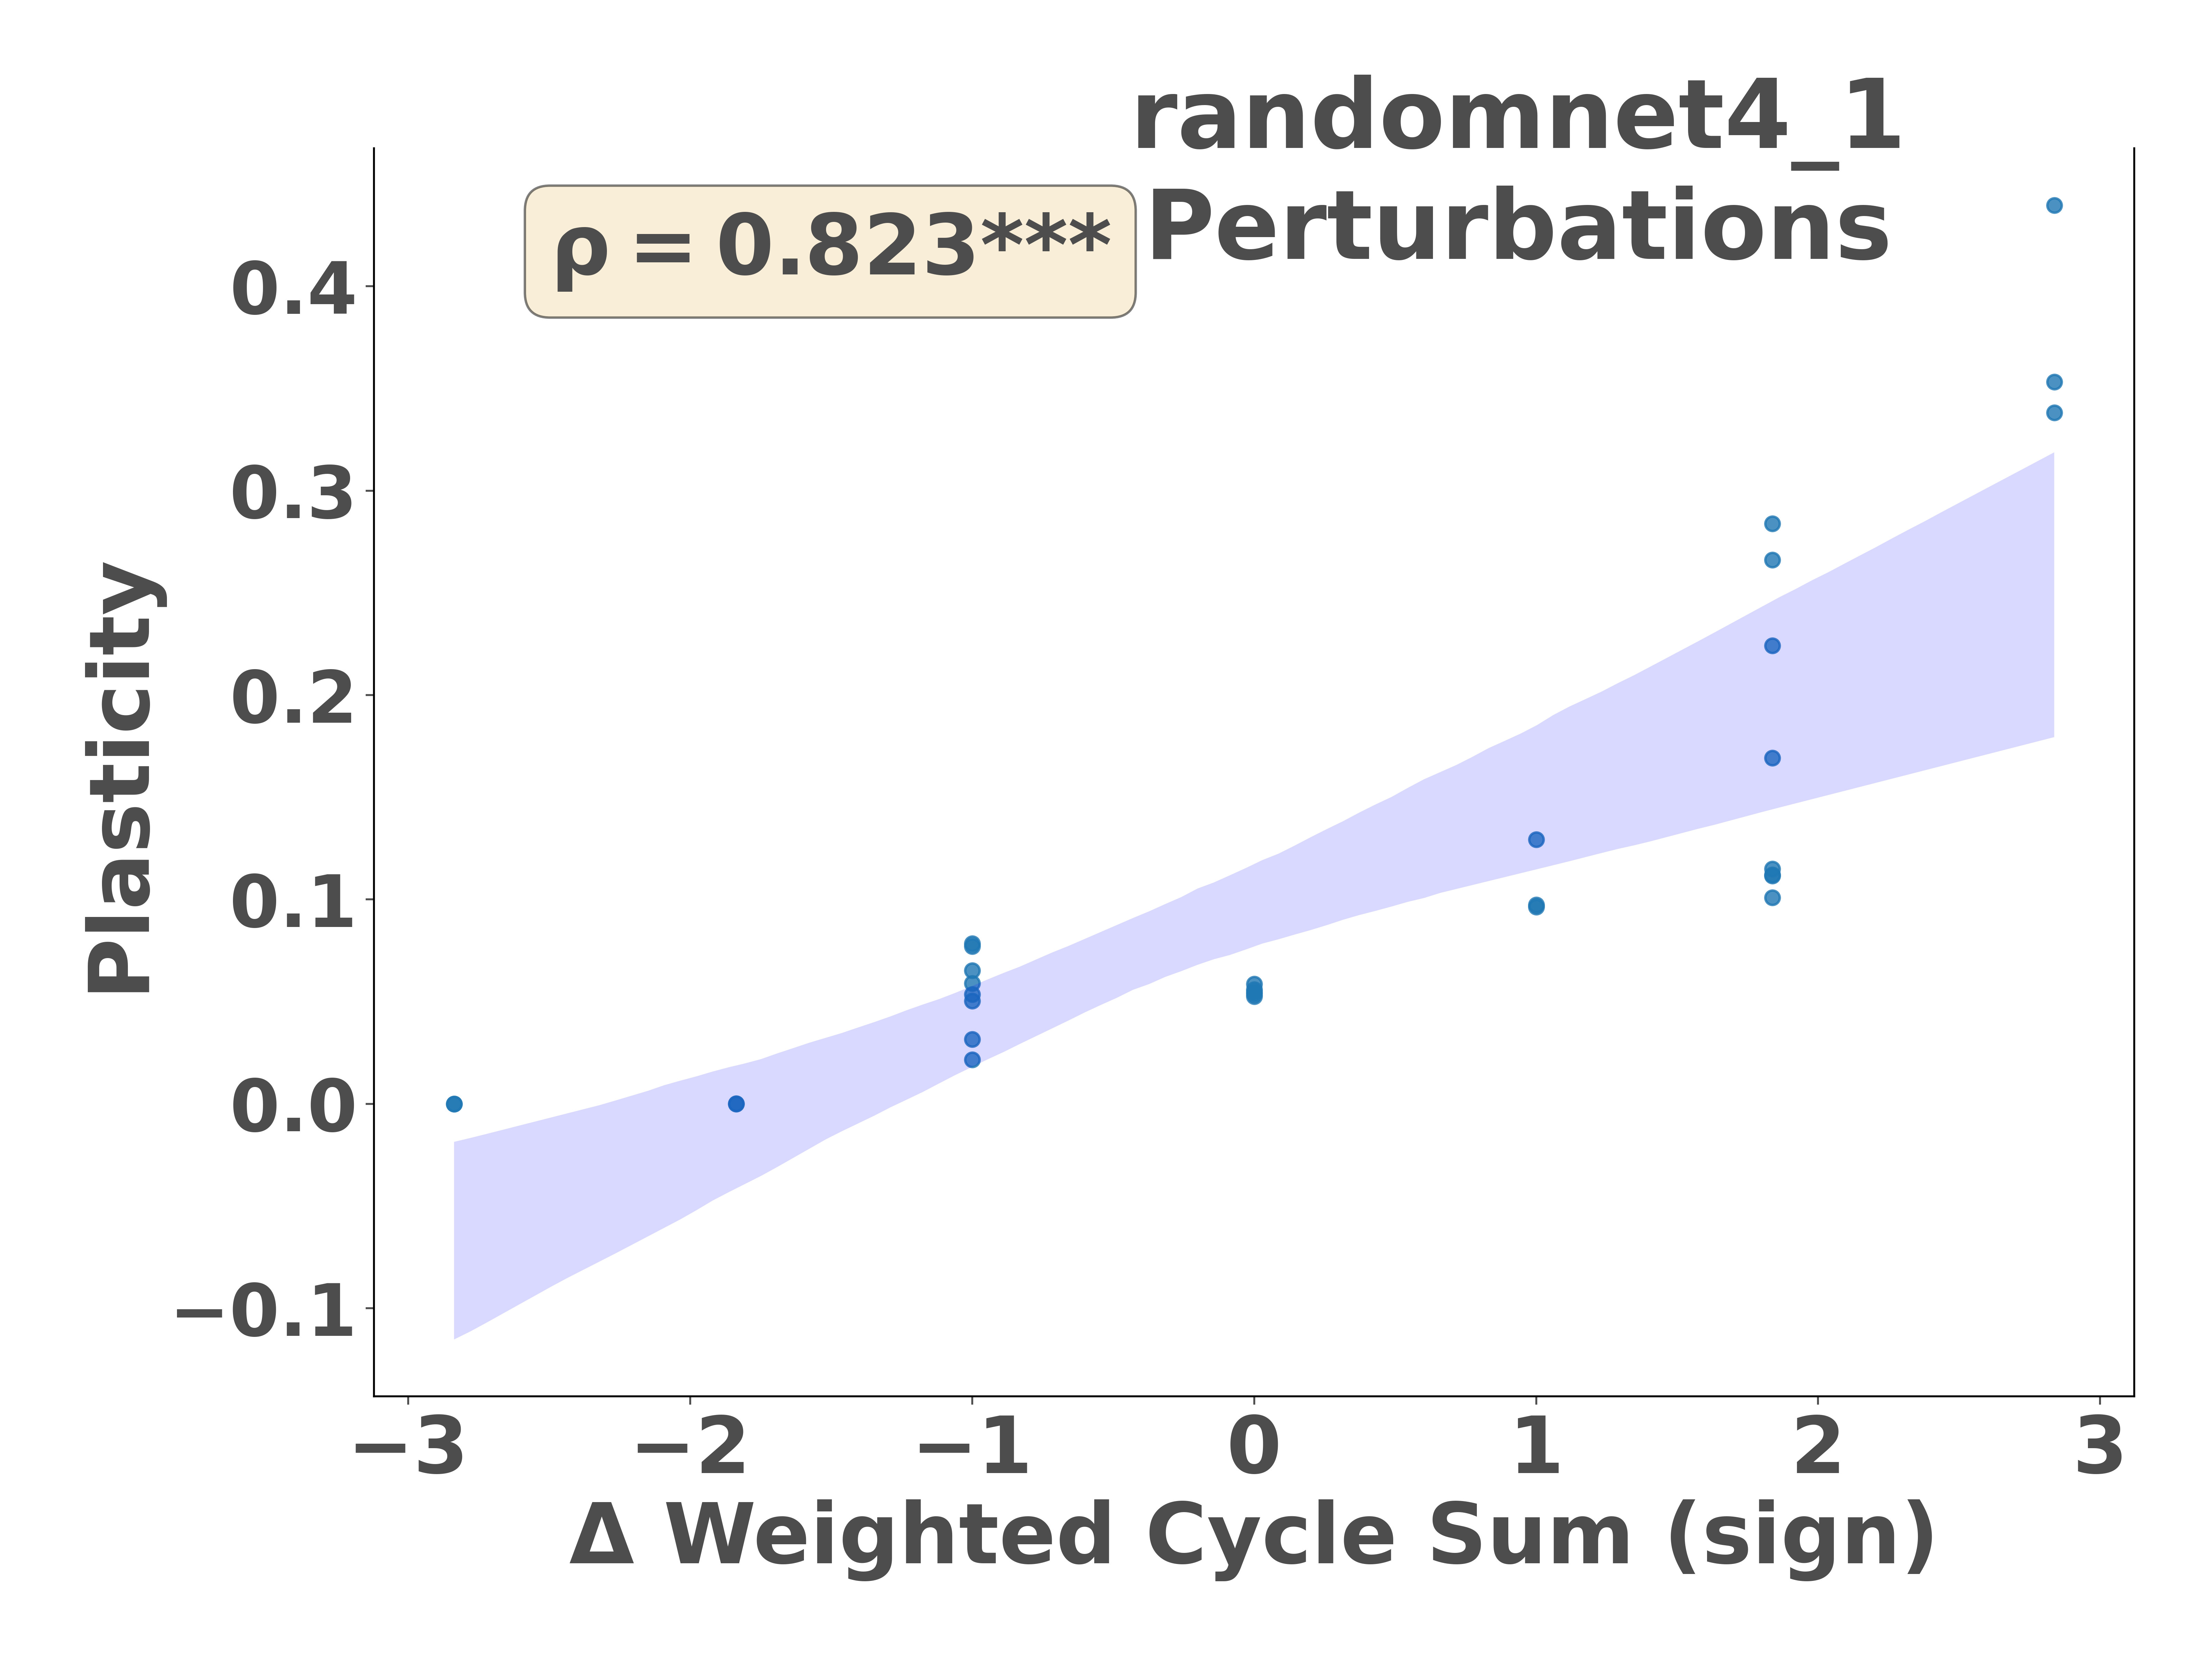 randomnet4_1
Perturbations
ρ = 0.823***
0.4
0.3
0.2
0.1
0.0
−0.1
Plasticity
−3 −2 −1 0 1 2 3
Δ Weighted Cycle Sum (sign)